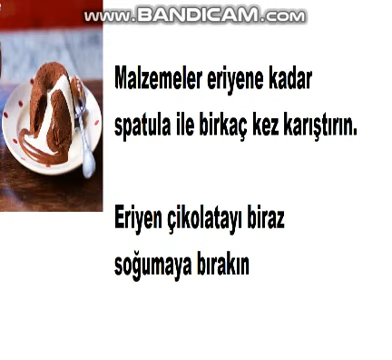 www.BANDICAM.com
Malzemeler eriyene kadar
spatula ile birkaç kez karıştırın.
Eriyen çikolatayı biraz
soğumaya bırakın